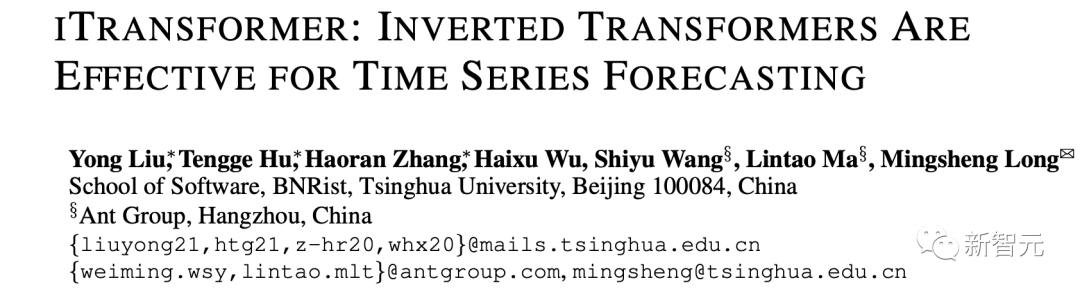 ITRANSFORMER: INVERTED TRANSFORMERS ARE
EFFECTIVE FOR TIME SERIES FORECASTING
Yong Liu*, Tengge Hu*, Haoran Zhang*, Haixu Wu, Shiyu Wang§, Lintao Ma§, Mingsheng Long✉
School of Software, BNRist, Tsinghua University, Beijing 100084, China
§Ant Group, Hangzhou, China
{liuyong21,htg21,z-hr20,whx20}@mails.tsinghua.edu.cn
{weiming.wsy,lintao.mlt}@antgroup.com, mingsheng@tsinghua.edu.cn
新智元